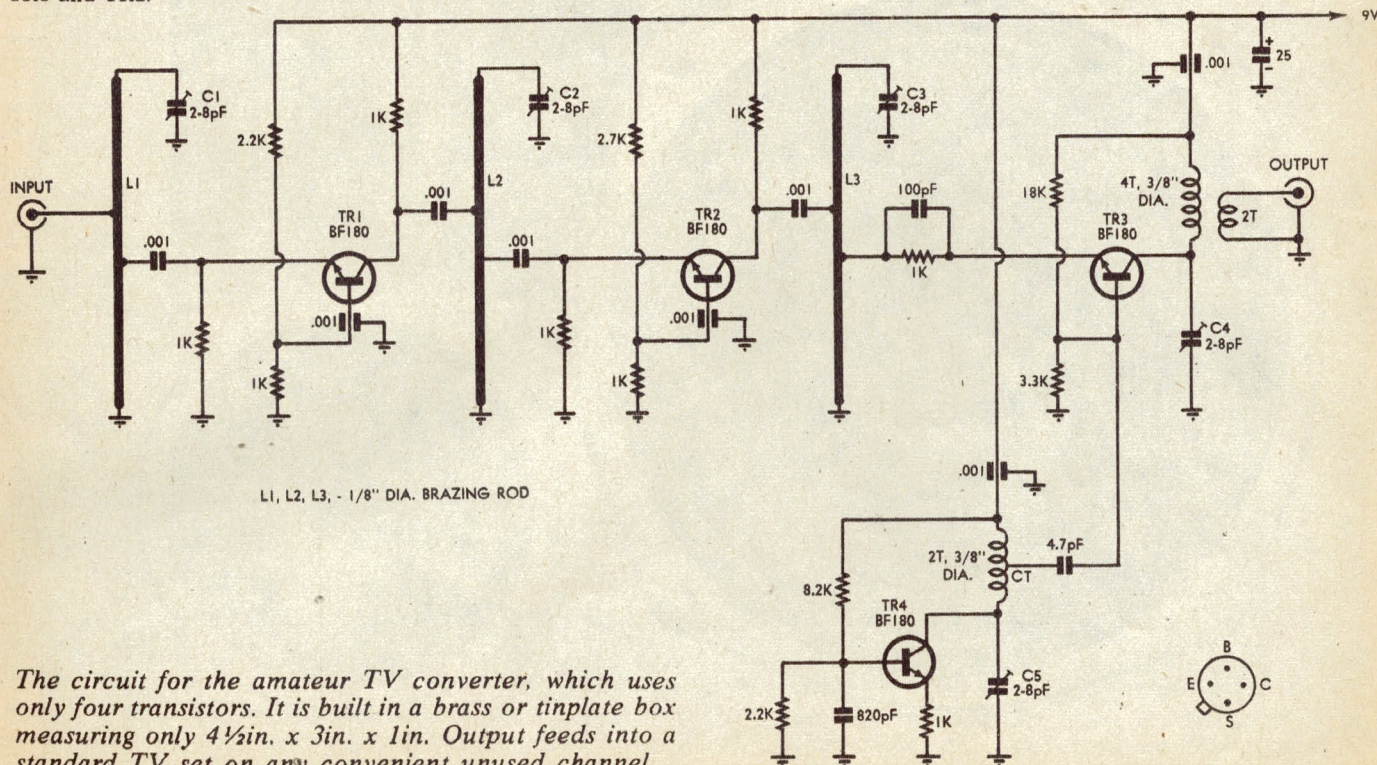 9V
.001
+
25
-
C1
2-8pF
C2
2-8pF
C3
2-8pF
1K
1K
2.2K
2.7K
INPUT
L1
L2
L3
.001
.001
100pF
18K
4T, 3/8"
DIA.
OUTPUT
2T
TR1
BF180
TR2
BF180
TR3
BF180
.001
.001
1K
1K
.001
1K
.001
1K
1K
3.3K
C4
2-8pF
.001
L1, L2, L3, - 1/8" DIA. BRAZING ROD
2T, 3/8"
DIA.
CT
4.7pF
8.2K
TR4
BF180
C5
2-8pF
2.2K
820pF
1K
B
E
C
S
The circuit for the amateur TV converter, which uses
only four transistors. It is built in a brass or tinplate box
measuring only 4½in. x 3in. x 1in. Output feeds into a
standard TV set on any convenient unused channel.